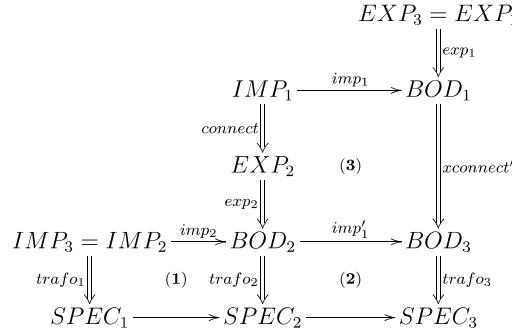 EXP₃ = EXP₁
exp₁
IMP₁ imp₁ BOD₁
connect
EXP₂ (3) xconnect′
exp₂
IMP₃ = IMP₂ imp₂ BOD₂ imp′₁ BOD₃
trafo₁ (1) trafo₂ (2) trafo₃
SPEC₁ SPEC₂ SPEC₃